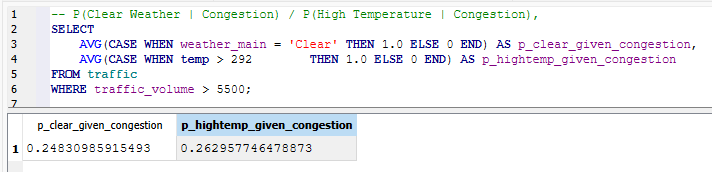 1 -- P(Clear Weather | Congestion) / P(High Temperature | Congestion),
2 SELECT
3 AVG(CASE WHEN weather_main = 'Clear' THEN 1.0 ELSE 0 END) AS p_clear_given_congestion,
4 AVG(CASE WHEN temp > 292 THEN 1.0 ELSE 0 END) AS p_hightemp_given_congestion
5 FROM traffic
6 WHERE traffic_volume > 5500;
7
p_clear_given_congestion p_hightemp_given_congestion
1 0.24830985915493 0.262957746478873